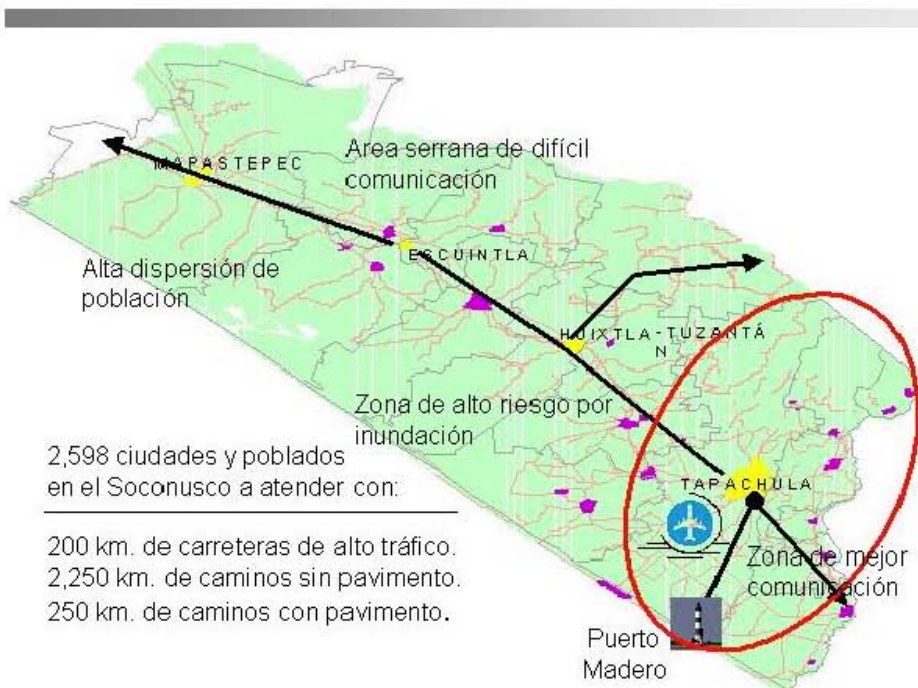 Area serrana de difícil
comunicación
MAPASTEPEC
ESCUINTLA
Alta dispersión de
población
HUIXTLA-TUZANTÁ
N
Zona de alto riesgo por
inundación
2,598 ciudades y poblados
en el Soconusco a atender con:
TAPACHULA
200 km. de carreteras de alto tráfico.
2,250 km. de caminos sin pavimento.
250 km. de caminos con pavimento.
Zona de mejor
comunicación
Puerto
Madero